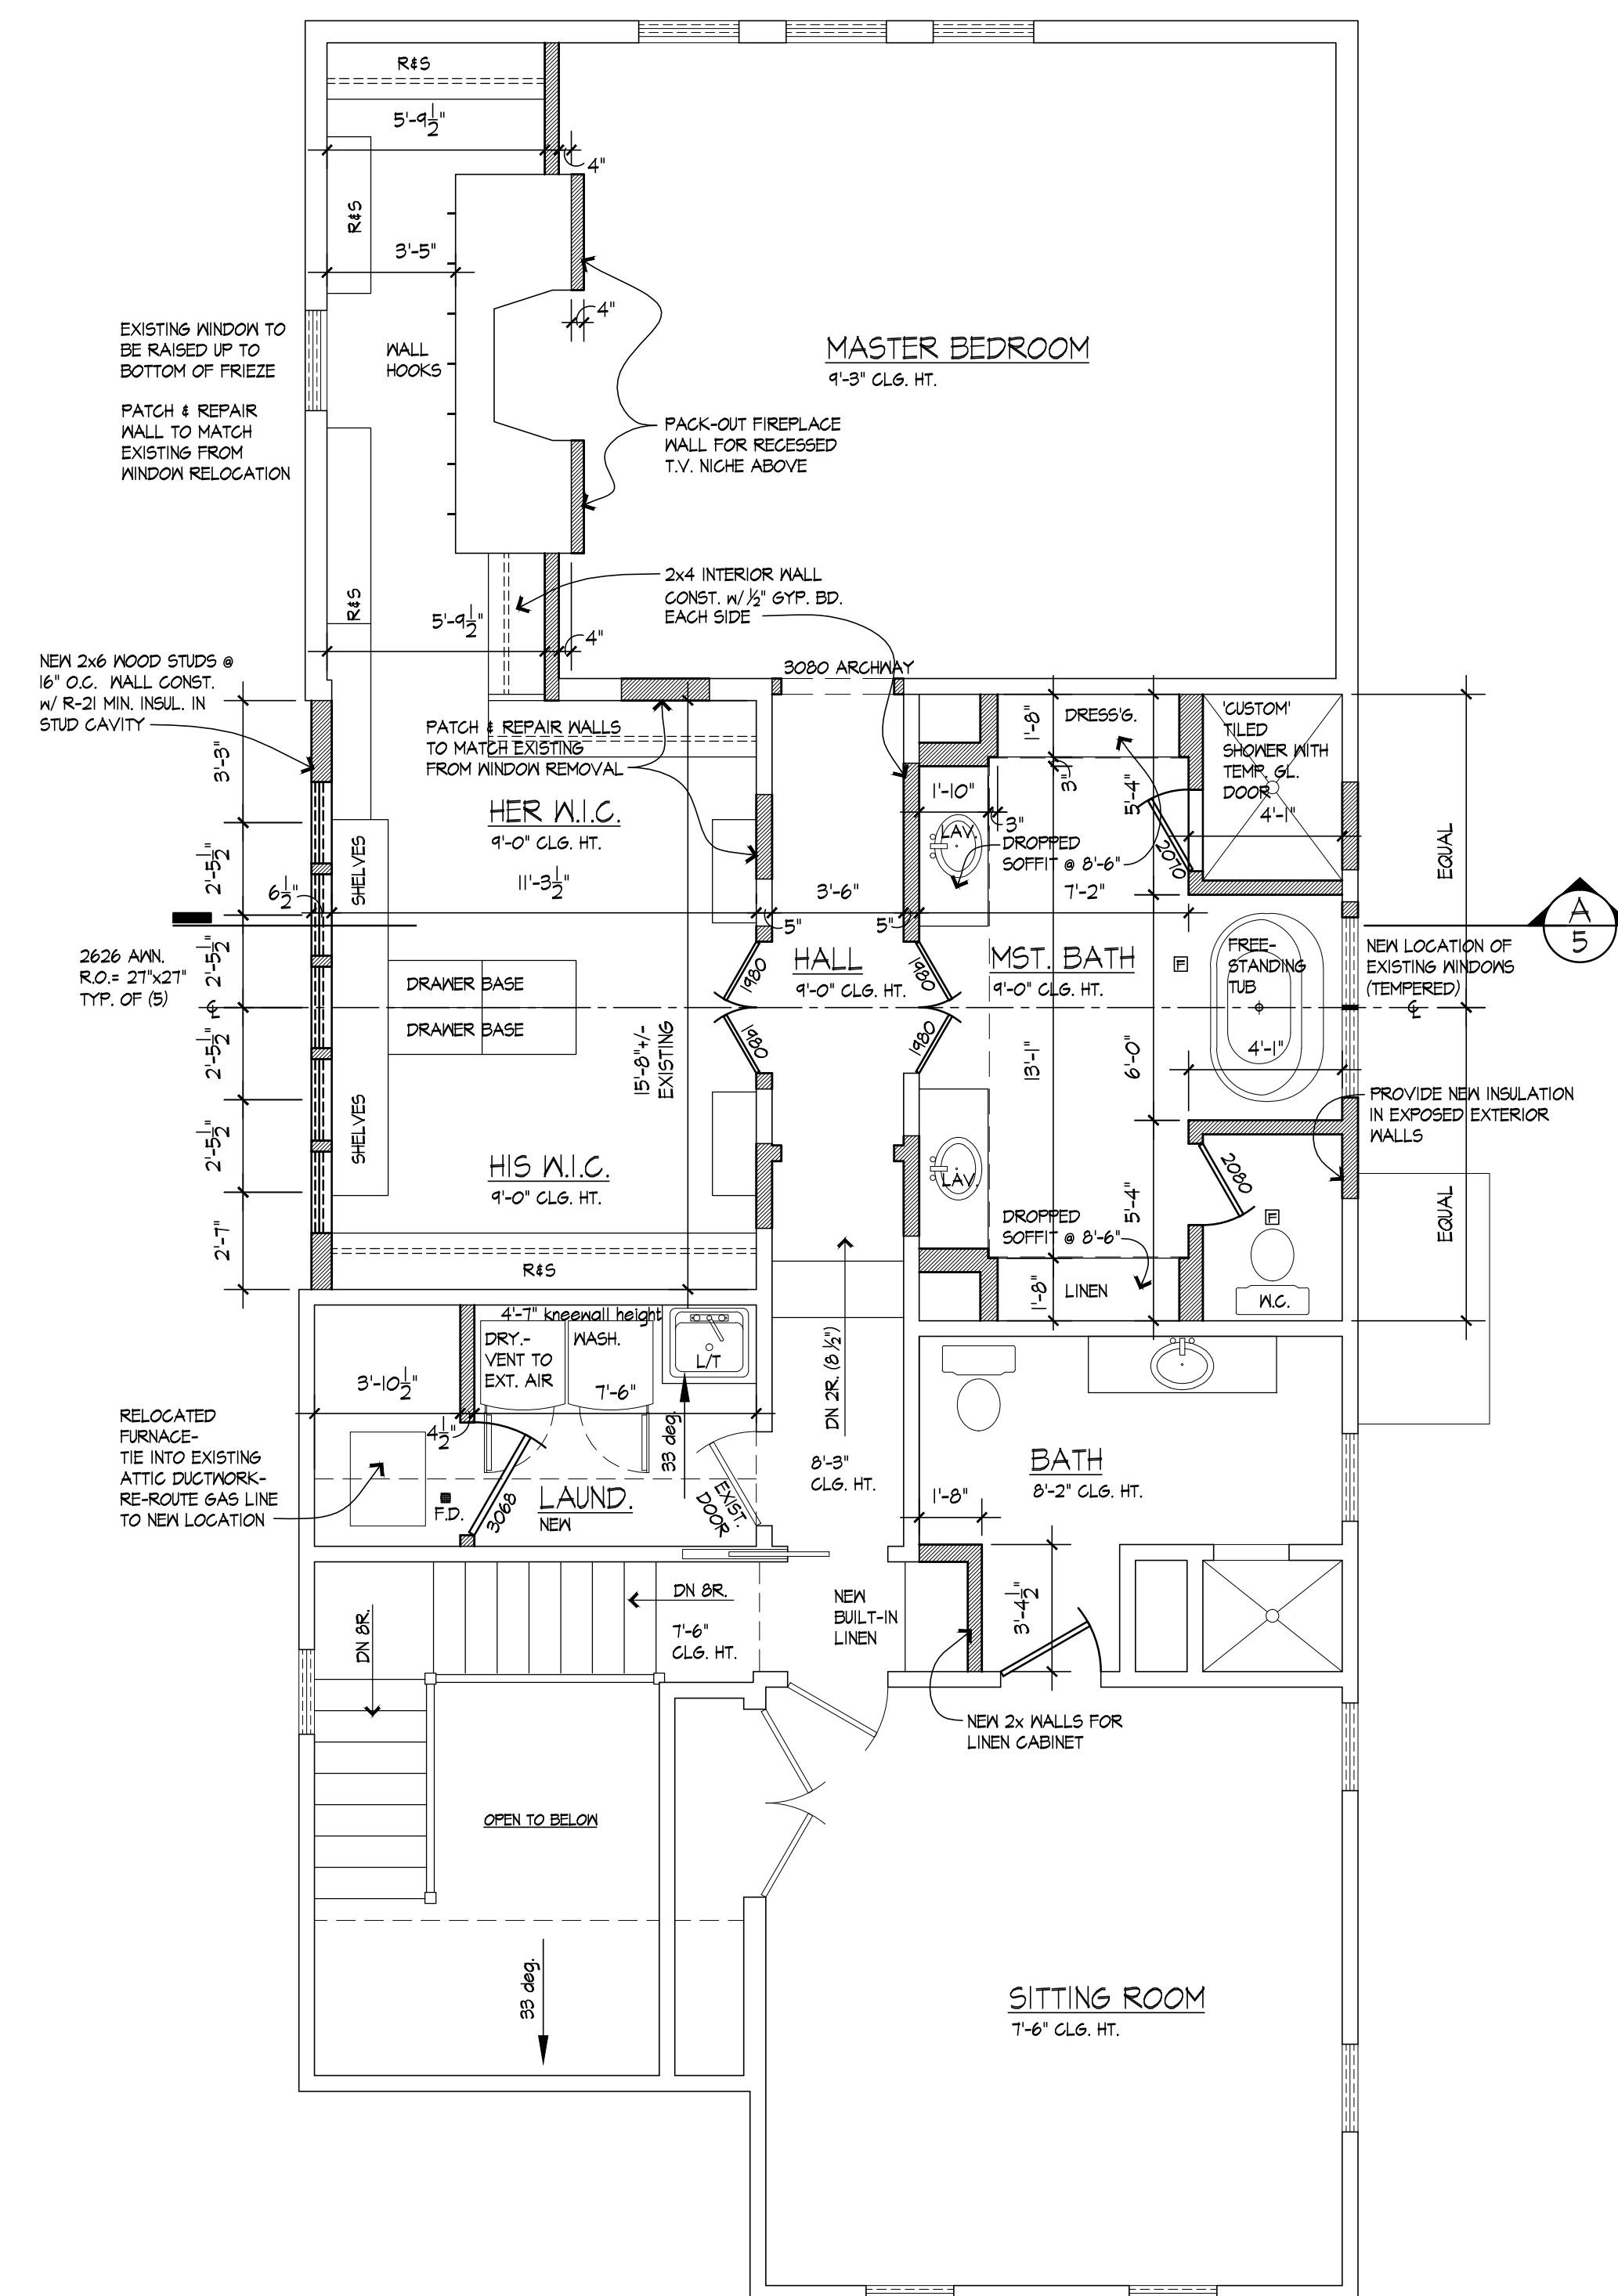 R&S
5'-9 1/2"
4"
R&S
3'-5"
4"
EXISTING WINDOW TO
BE RAISED UP TO
BOTTOM OF FRIEZE
PATCH & REPAIR
WALL TO MATCH
EXISTING FROM
WINDOW RELOCATION
WALL
HOOKS
MASTER BEDROOM
9'-3" CLG. HT.
PACK-OUT FIREPLACE
WALL FOR RECESSED
T.V. NICHE ABOVE
R&S
5'-9 1/2"
4"
2x4 INTERIOR WALL
CONST. w/ 1/2" GYP. BD.
EACH SIDE
3080 ARCHWAY
NEW 2x6 WOOD STUDS @
16" O.C. WALL CONST.
w/ R-21 MIN. INSUL. IN
STUD CAVITY
PATCH & REPAIR WALLS
TO MATCH EXISTING
FROM WINDOW REMOVAL
3'-3"
2'-5 1/2"
2'-5 1/2"
2'-5 1/2"
2'-5 1/2"
2'-7"
6 1/2"
HER W.I.C.
9'-0" CLG. HT.
11'-3 1/2"
SHELVES
SHELVES
5"
3'-6"
5"
1'-8"
DRESS'G.
3"
5'-4"
1'-10"
3"
LAV.
DROPPED
SOFFIT @ 8'-6"
7'-2"
2070
'CUSTOM'
TILED
SHOWER WITH
TEMP. GL.
DOOR
4'-1"
EQUAL
A
5
2626 AWN.
R.O.= 27"x27"
TYP. OF (5)
℄
DRAWER BASE
DRAWER BASE
15'-8"+/-
EXISTING
1980
1980
HALL
9'-0" CLG. HT.
1980
1980
MST. BATH
9'-0" CLG. HT.
F
FREE-
STANDING
TUB
NEW LOCATION OF
EXISTING WINDOWS
(TEMPERED)
℄
13'-1"
6'-0"
4'-1"
PROVIDE NEW INSULATION
IN EXPOSED EXTERIOR
WALLS
HIS W.I.C.
9'-0" CLG. HT.
R&S
LAV.
DROPPED
SOFFIT @ 8'-6"
5'-4"
2080
F
W.C.
EQUAL
1'-8"
LINEN
4'-7" kneewall height
DRY.-
VENT TO
EXT. AIR
WASH.
L/T
7'-6"
3'-10 1/2"
4 1/2"
33 deg.
DN 2R. (8 1/2")
RELOCATED
FURNACE-
TIE INTO EXISTING
ATTIC DUCTWORK-
RE-ROUTE GAS LINE
TO NEW LOCATION
F.D.
3068
LAUND.
NEW
EXIST.
DOOR
8'-3"
CLG. HT.
BATH
8'-2" CLG. HT.
1'-8"
DN 8R.
DN 8R.
7'-6"
CLG. HT.
NEW
BUILT-IN
LINEN
3'-4 1/2"
NEW 2x WALLS FOR
LINEN CABINET
OPEN TO BELOW
33 deg.
SITTING ROOM
7'-6" CLG. HT.